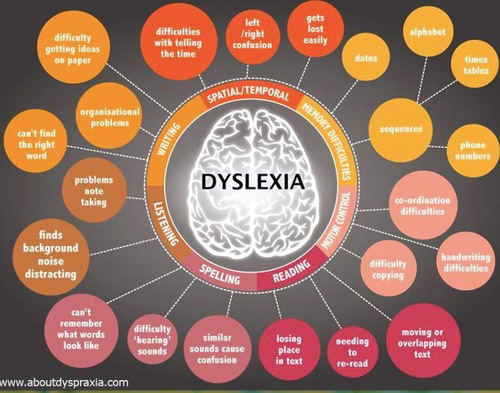 difficulty
getting ideas
on paper
difficulties
with telling
the time
left
/right
confusion
gets
lost
easily
dates
alphabet
times
tables
sequences
phone
numbers
organisational
problems
can't find
the right
word
problems
note
taking
finds
background
noise
distracting
WRITING
SPATIAL/TEMPORAL
MEMORY DIFFICULTIES
MOTOR CONTROL
READING
SPELLING
LISTENING
DYSLEXIA
co-ordination
difficulties
handwriting
difficulties
difficulty
copying
can't
remember
what words
look like
difficulty
'hearing'
sounds
similar
sounds cause
confusion
losing
place
in text
needing
to
re-read
moving or
overlapping
text
www.aboutdyspraxia.com